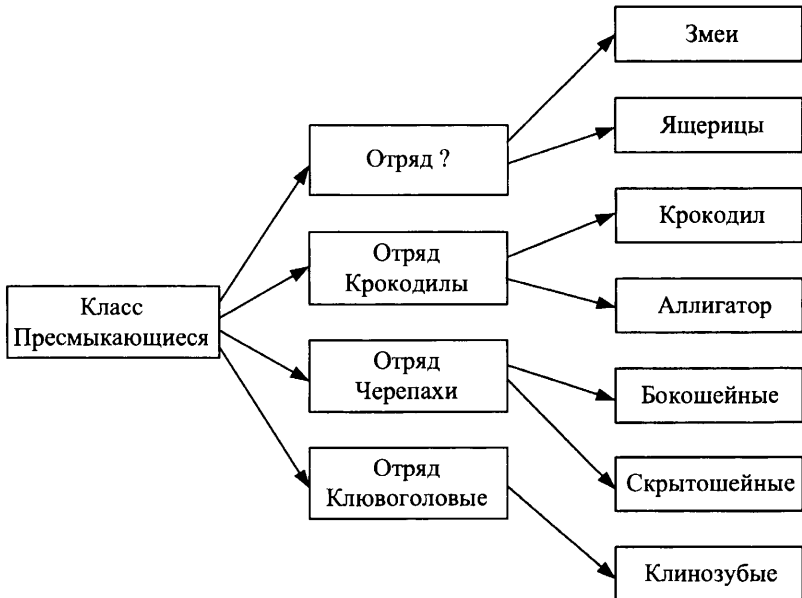 Класс
Пресмыкающиеся
Отряд ?
Отряд
Крокодилы
Отряд
Черепахи
Отряд
Клювоголовые
Змеи
Ящерицы
Крокодил
Аллигатор
Бокошейные
Скрытошейные
Клинозубые